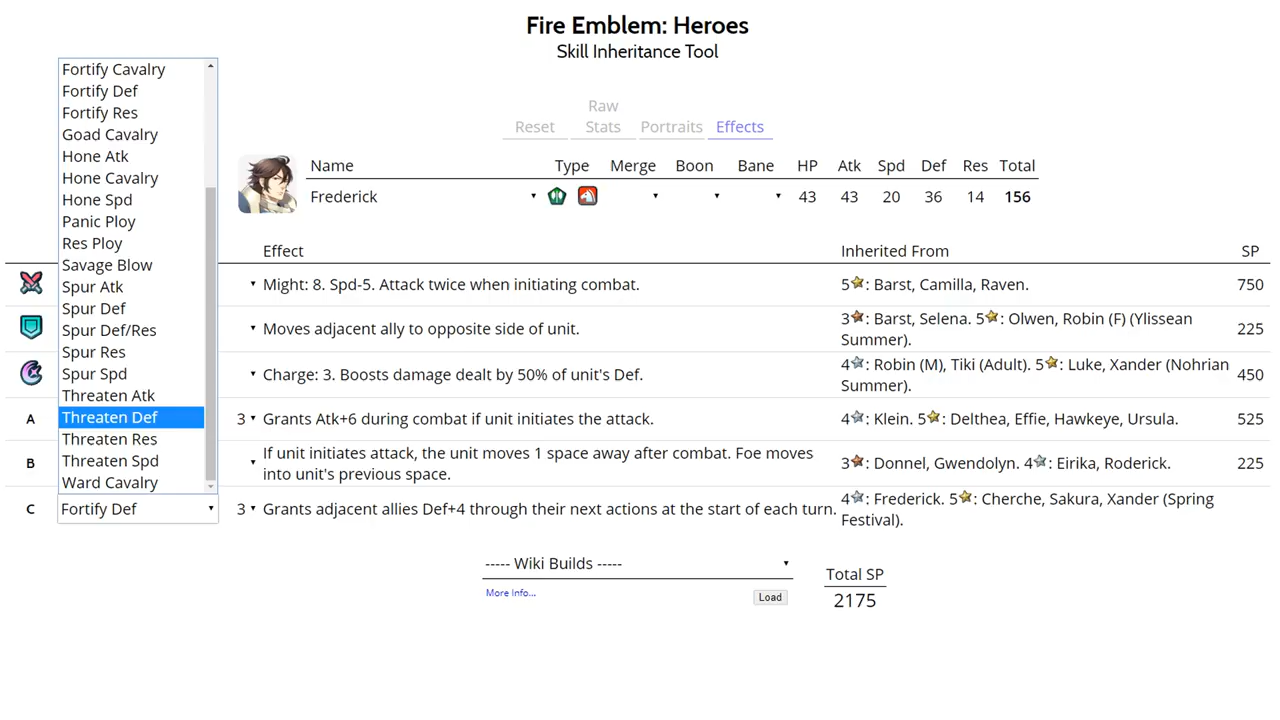 Fire Emblem: Heroes
Skill Inheritance Tool
Reset
Raw
Stats
Portraits
Effects
Name
Type
Merge
Boon
Bane
HP
Atk
Spd
Def
Res
Total
Frederick
43
43
20
36
14
156
Fortify Cavalry
Fortify Def
Fortify Res
Goad Cavalry
Hone Atk
Hone Cavalry
Hone Spd
Panic Ploy
Res Ploy
Savage Blow
Spur Atk
Spur Def
Spur Def/Res
Spur Res
Spur Spd
Threaten Atk
Threaten Def
Threaten Res
Threaten Spd
Ward Cavalry
Effect
Inherited From
SP
Might: 8. Spd-5. Attack twice when initiating combat.
5: Barst, Camilla, Raven.
750
Moves adjacent ally to opposite side of unit.
3: Barst, Selena. 5: Olwen, Robin (F) (Ylissean
Summer).
225
Charge: 3. Boosts damage dealt by 50% of unit's Def.
4: Robin (M), Tiki (Adult). 5: Luke, Xander (Nohrian
Summer).
450
A
3
Grants Atk+6 during combat if unit initiates the attack.
4: Klein. 5: Delthea, Effie, Hawkeye, Ursula.
525
B
If unit initiates attack, the unit moves 1 space away after combat. Foe moves
into unit's previous space.
3: Donnel, Gwendolyn. 4: Eirika, Roderick.
225
C
Fortify Def
3
Grants adjacent allies Def+4 through their next actions at the start of each turn.
4: Frederick. 5: Cherche, Sakura, Xander (Spring
Festival).
----- Wiki Builds -----
More Info...
Load
Total SP
2175